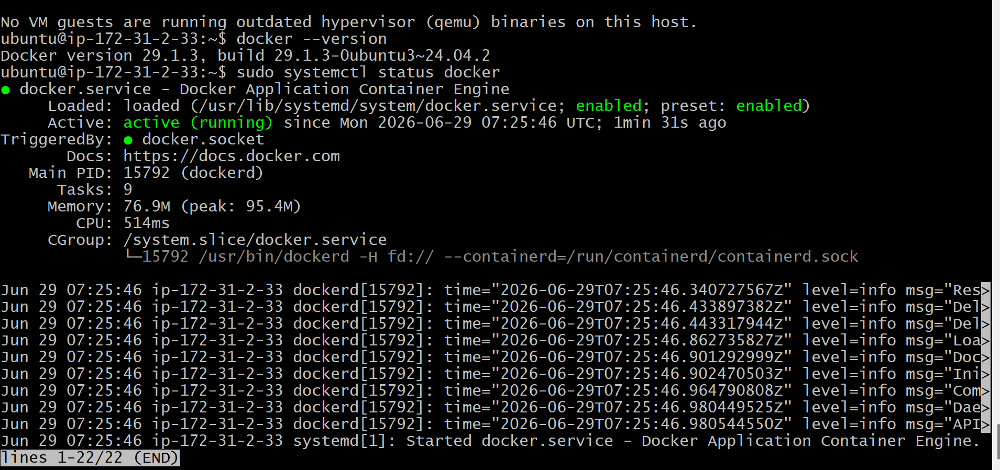 No VM guests are running outdated hypervisor (qemu) binaries on this host.
ubuntu@ip-172-31-2-33:~$ docker --version
Docker version 29.1.3, build 29.1.3-0ubuntu3~24.04.2
ubuntu@ip-172-31-2-33:~$ sudo systemctl status docker
● docker.service - Docker Application Container Engine
     Loaded: loaded (/usr/lib/systemd/system/docker.service; enabled; preset: enabled)
     Active: active (running) since Mon 2026-06-29 07:25:46 UTC; 1min 31s ago
TriggeredBy: ● docker.socket
       Docs: https://docs.docker.com
   Main PID: 15792 (dockerd)
      Tasks: 9
     Memory: 76.9M (peak: 95.4M)
        CPU: 514ms
     CGroup: /system.slice/docker.service
             └─15792 /usr/bin/dockerd -H fd:// --containerd=/run/containerd/containerd.sock
Jun 29 07:25:46 ip-172-31-2-33 dockerd[15792]: time="2026-06-29T07:25:46.340727567Z" level=info msg="Res>
Jun 29 07:25:46 ip-172-31-2-33 dockerd[15792]: time="2026-06-29T07:25:46.433897382Z" level=info msg="Del>
Jun 29 07:25:46 ip-172-31-2-33 dockerd[15792]: time="2026-06-29T07:25:46.443317944Z" level=info msg="Del>
Jun 29 07:25:46 ip-172-31-2-33 dockerd[15792]: time="2026-06-29T07:25:46.862735827Z" level=info msg="Loa>
Jun 29 07:25:46 ip-172-31-2-33 dockerd[15792]: time="2026-06-29T07:25:46.901292999Z" level=info msg="Doc>
Jun 29 07:25:46 ip-172-31-2-33 dockerd[15792]: time="2026-06-29T07:25:46.902470503Z" level=info msg="Ini>
Jun 29 07:25:46 ip-172-31-2-33 dockerd[15792]: time="2026-06-29T07:25:46.964790808Z" level=info msg="Com>
Jun 29 07:25:46 ip-172-31-2-33 dockerd[15792]: time="2026-06-29T07:25:46.980449525Z" level=info msg="Dae>
Jun 29 07:25:46 ip-172-31-2-33 dockerd[15792]: time="2026-06-29T07:25:46.980544550Z" level=info msg="API>
Jun 29 07:25:46 ip-172-31-2-33 systemd[1]: Started docker.service - Docker Application Container Engine.
lines 1-22/22 (END)